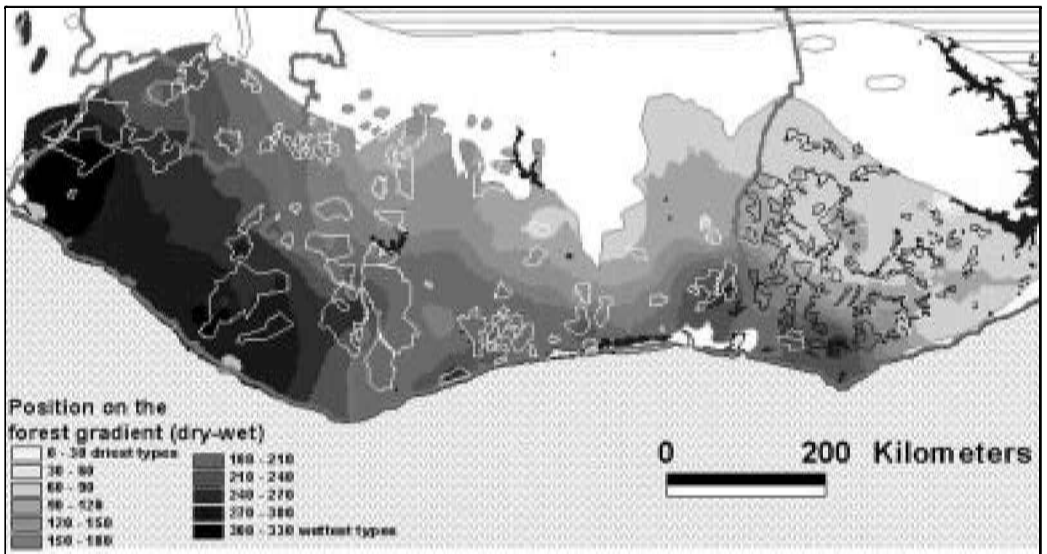 Position on the
forest gradient (dry-wet)
0 - 30 driest types
30 - 60
60 - 90
90 - 120
120 - 150
150 - 180
180 - 210
210 - 240
240 - 270
270 - 300
300 - 330 wettest types
0 200 Kilometers